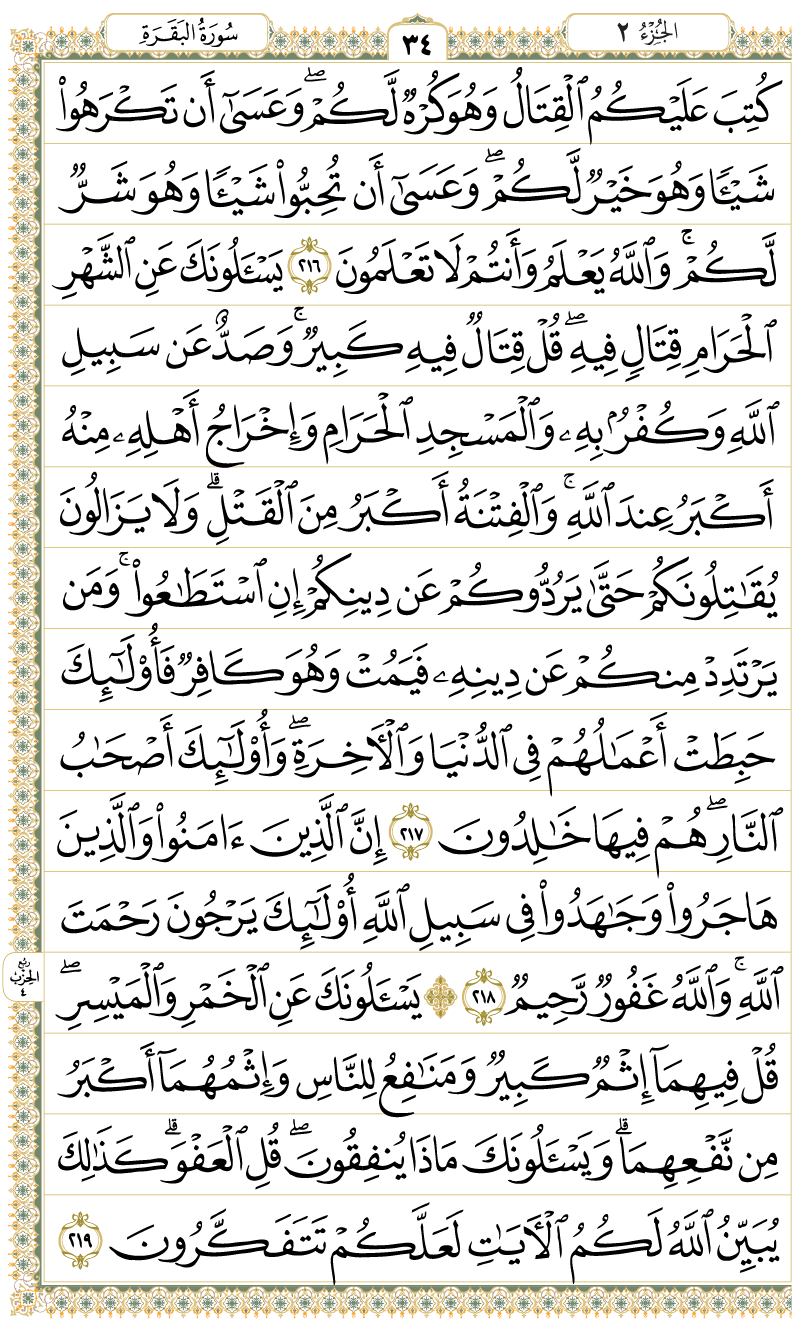 الجُزْءُ ٢
٣٤
سُورَةُ البَقَرَةِ
كُتِبَ عَلَيْكُمُ ٱلْقِتَالُ وَهُوَ كُرْهٌ لَّكُمْ ۖ وَعَسَىٰٓ أَن تَكْرَهُوا۟
شَيْـًٔا وَهُوَ خَيْرٌ لَّكُمْ ۖ وَعَسَىٰٓ أَن تُحِبُّوا۟ شَيْـًٔا وَهُوَ شَرٌّ
لَّكُمْ ۚ وَٱللَّهُ يَعْلَمُ وَأَنتُمْ لَا تَعْلَمُونَ ٢١٦ يَسْـَٔلُونَكَ عَنِ ٱلشَّهْرِ
ٱلْحَرَامِ قِتَالٍ فِيهِ ۖ قُلْ قِتَالٌ فِيهِ كَبِيرٌ ۚ وَصَدٌّ عَن سَبِيلِ
ٱللَّهِ وَكُفْرٌۢ بِهِۦ وَٱلْمَسْجِدِ ٱلْحَرَامِ وَإِخْرَاجُ أَهْلِهِۦ مِنْهُ
أَكْبَرُ عِندَ ٱللَّهِ ۚ وَٱلْفِتْنَةُ أَكْبَرُ مِنَ ٱلْقَتْلِ ۗ وَلَا يَزَالُونَ
يُقَـٰتِلُونَكُمْ حَتَّىٰ يَرُدُّوكُمْ عَن دِينِكُمْ إِنِ ٱسْتَطَـٰعُوا۟ ۚ وَمَن
يَرْتَدِدْ مِنكُمْ عَن دِينِهِۦ فَيَمُتْ وَهُوَ كَافِرٌ فَأُو۟لَـٰٓئِكَ
حَبِطَتْ أَعْمَـٰلُهُمْ فِى ٱلدُّنْيَا وَٱلْـَٔاخِرَةِ ۖ وَأُو۟لَـٰٓئِكَ أَصْحَـٰبُ
ٱلنَّارِ ۖ هُمْ فِيهَا خَـٰلِدُونَ ٢١٧ إِنَّ ٱلَّذِينَ ءَامَنُوا۟ وَٱلَّذِينَ
هَاجَرُوا۟ وَجَـٰهَدُوا۟ فِى سَبِيلِ ٱللَّهِ أُو۟لَـٰٓئِكَ يَرْجُونَ رَحْمَتَ
ٱللَّهِ ۚ وَٱللَّهُ غَفُورٌ رَّحِيمٌ ٢١٨ ۞ يَسْـَٔلُونَكَ عَنِ ٱلْخَمْرِ وَٱلْمَيْسِرِ ۖ
رُبع
الحِزْب
٤
قُلْ فِيهِمَآ إِثْمٌ كَبِيرٌ وَمَنَـٰفِعُ لِلنَّاسِ وَإِثْمُهُمَآ أَكْبَرُ
مِن نَّفْعِهِمَا ۗ وَيَسْـَٔلُونَكَ مَاذَا يُنفِقُونَ ۖ قُلِ ٱلْعَفْوَ ۗ كَذَٰلِكَ
يُبَيِّنُ ٱللَّهُ لَكُمُ ٱلْـَٔايَـٰتِ لَعَلَّكُمْ تَتَفَكَّرُونَ ٢١٩